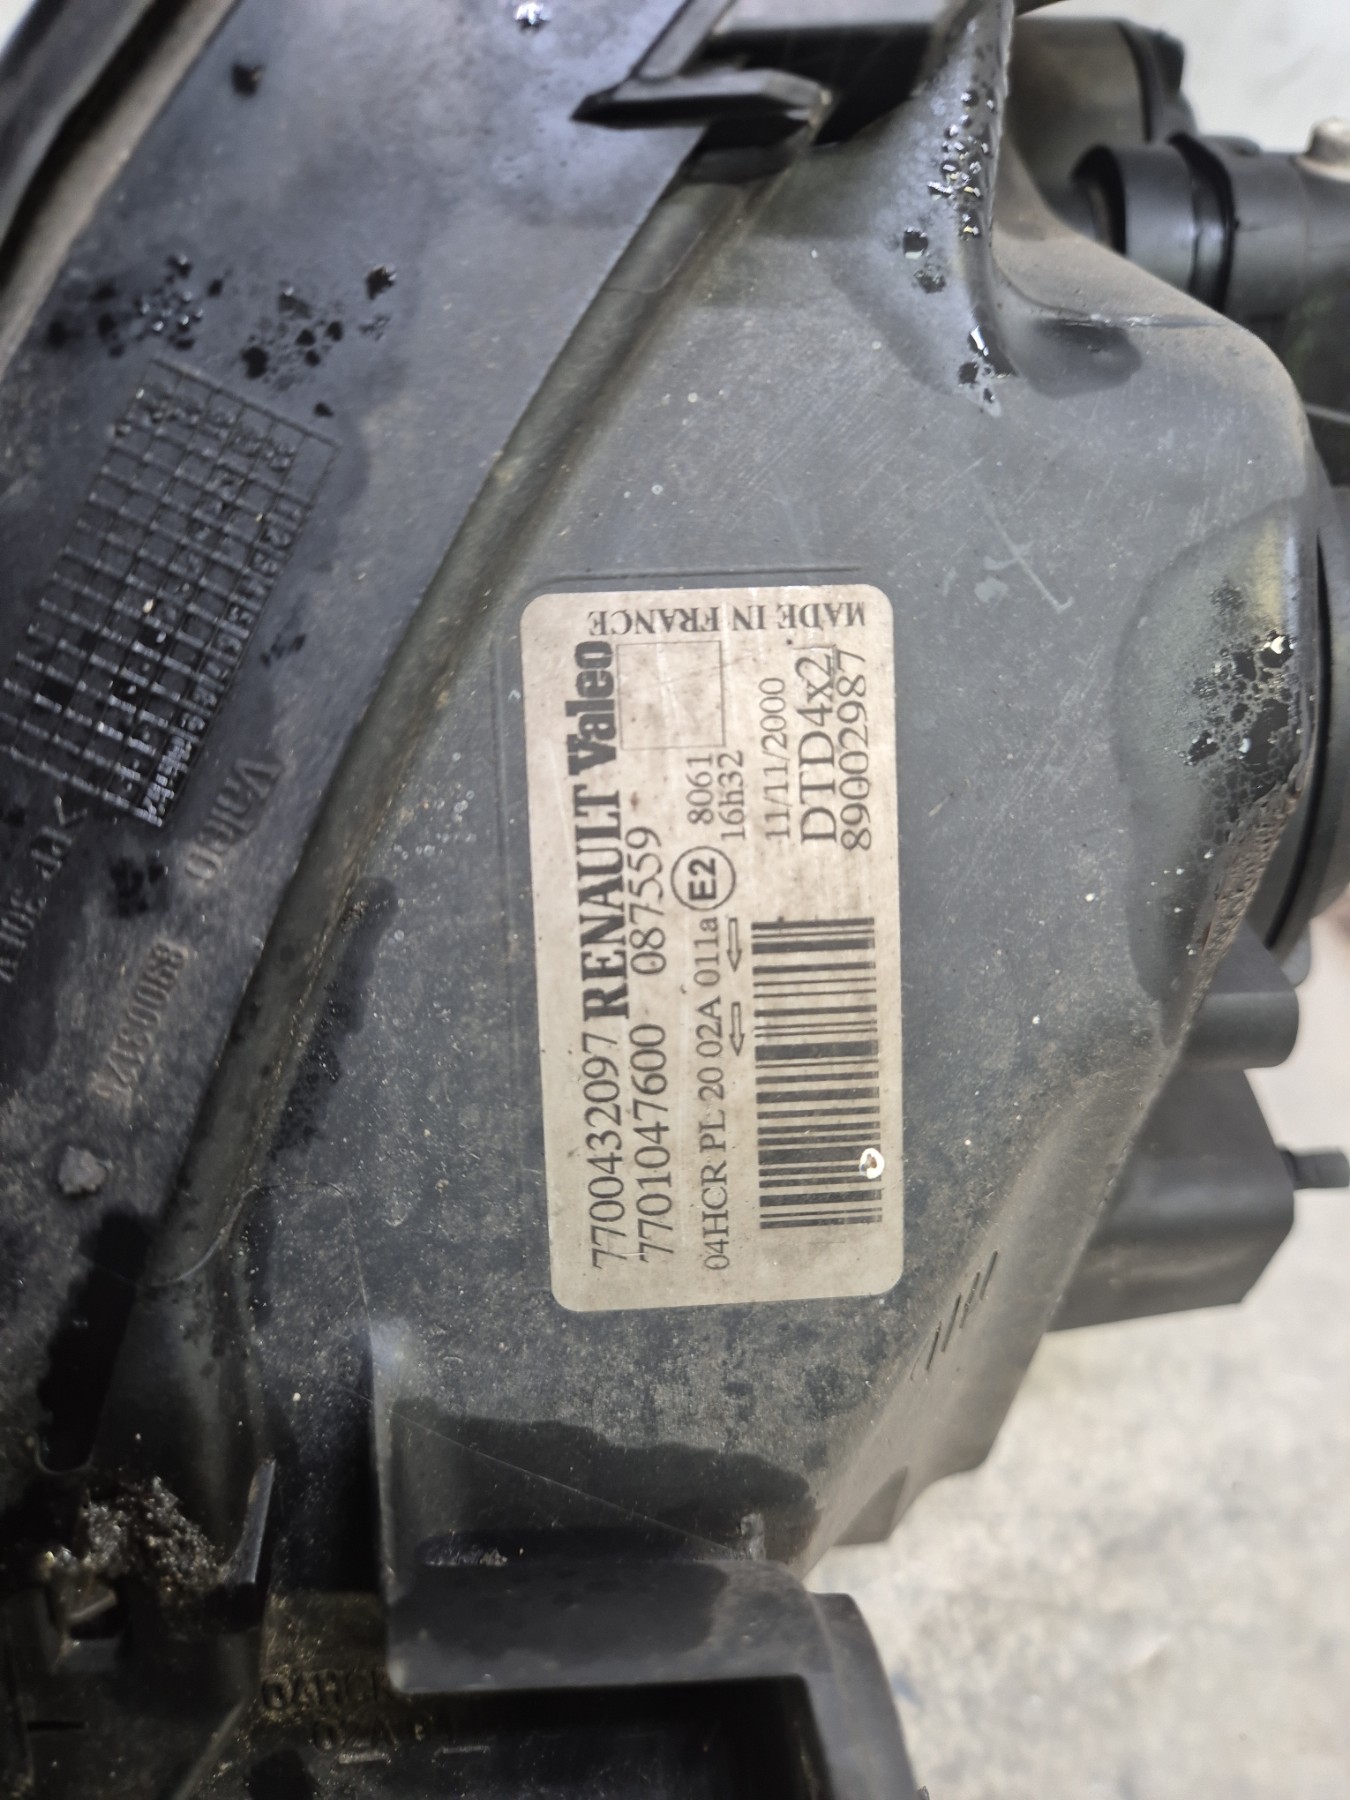 7700432097 RENAULT Valeo
7701047600 087559
04HCR PL 20 02A 011a E2 8061
16h32
11/11/2000
DTD4x2
89002987
MADE IN FRANCE
Valeo